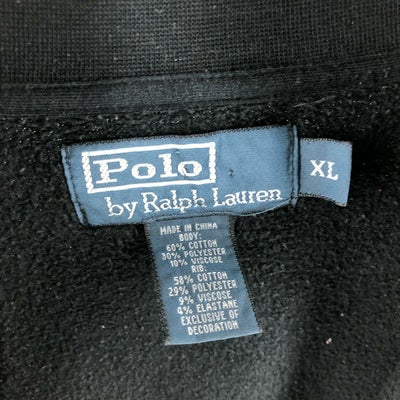 Polo
by Ralph Lauren
XL
MADE IN CHINA
BODY:
60% COTTON
30% POLYESTER
10% VISCOSE
RIB:
58% COTTON
29% POLYESTER
9% VISCOSE
4% ELASTANE
EXCLUSIVE OF
DECORATION